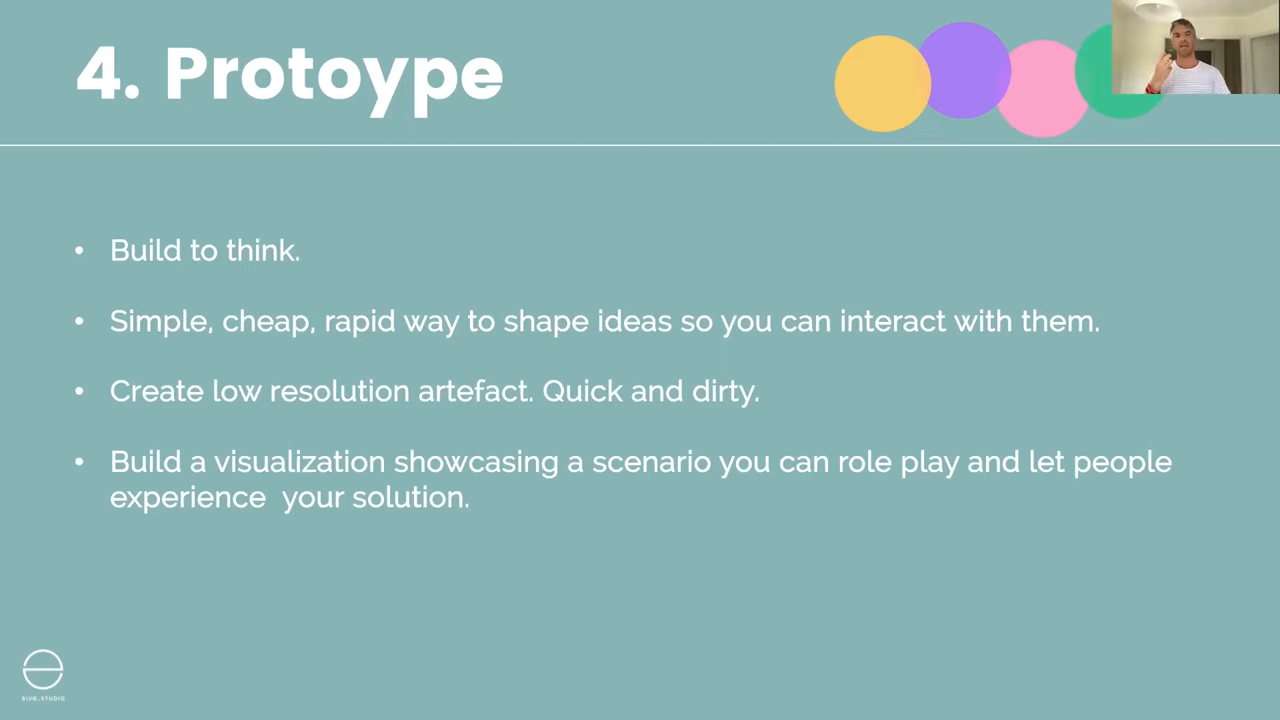 4. Protoype
• Build to think.
• Simple, cheap, rapid way to shape ideas so you can interact with them.
• Create low resolution artefact. Quick and dirty.
• Build a visualization showcasing a scenario you can role play and let people
experience  your solution.
SIVO.STUDIO